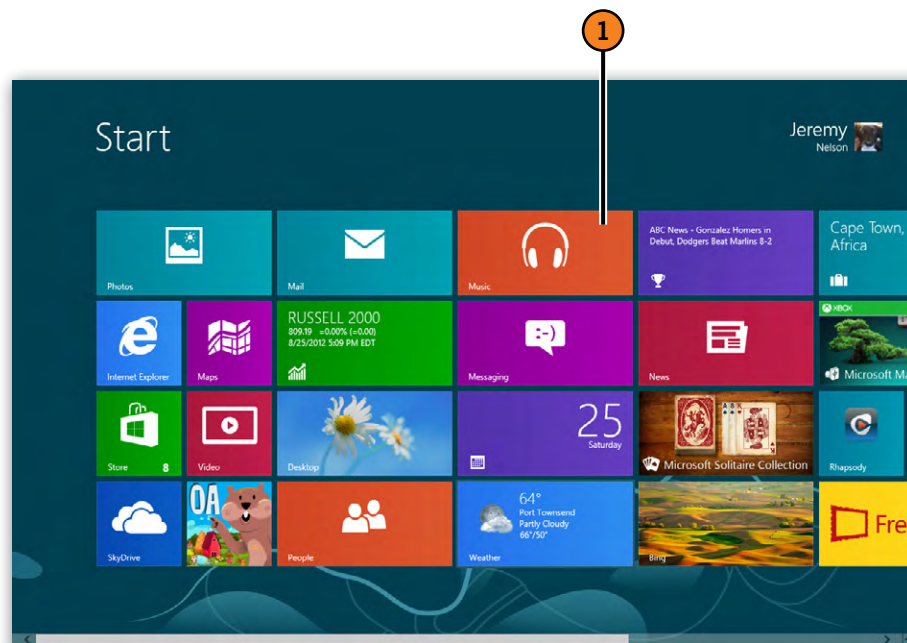 1
Start
Jeremy
Nelson
Photos
Mail
Music
ABC News - Gonzalez Homers in
Debut, Dodgers Beat Marlins 8-2
Cape Town,
Africa
Internet Explorer
Maps
RUSSELL 2000
809.19 =0.00% (=0.00)
8/25/2012 5:09 PM EDT
:-)
Messaging
News
XBOX
Microsoft Ma
Store 8
Video
Desktop
25
Saturday
Microsoft Solitaire Collection
Rhapsody
SkyDrive
OA
People
64°
Port Townsend
Partly Cloudy
66°/50°
Weather
Bing
Fre